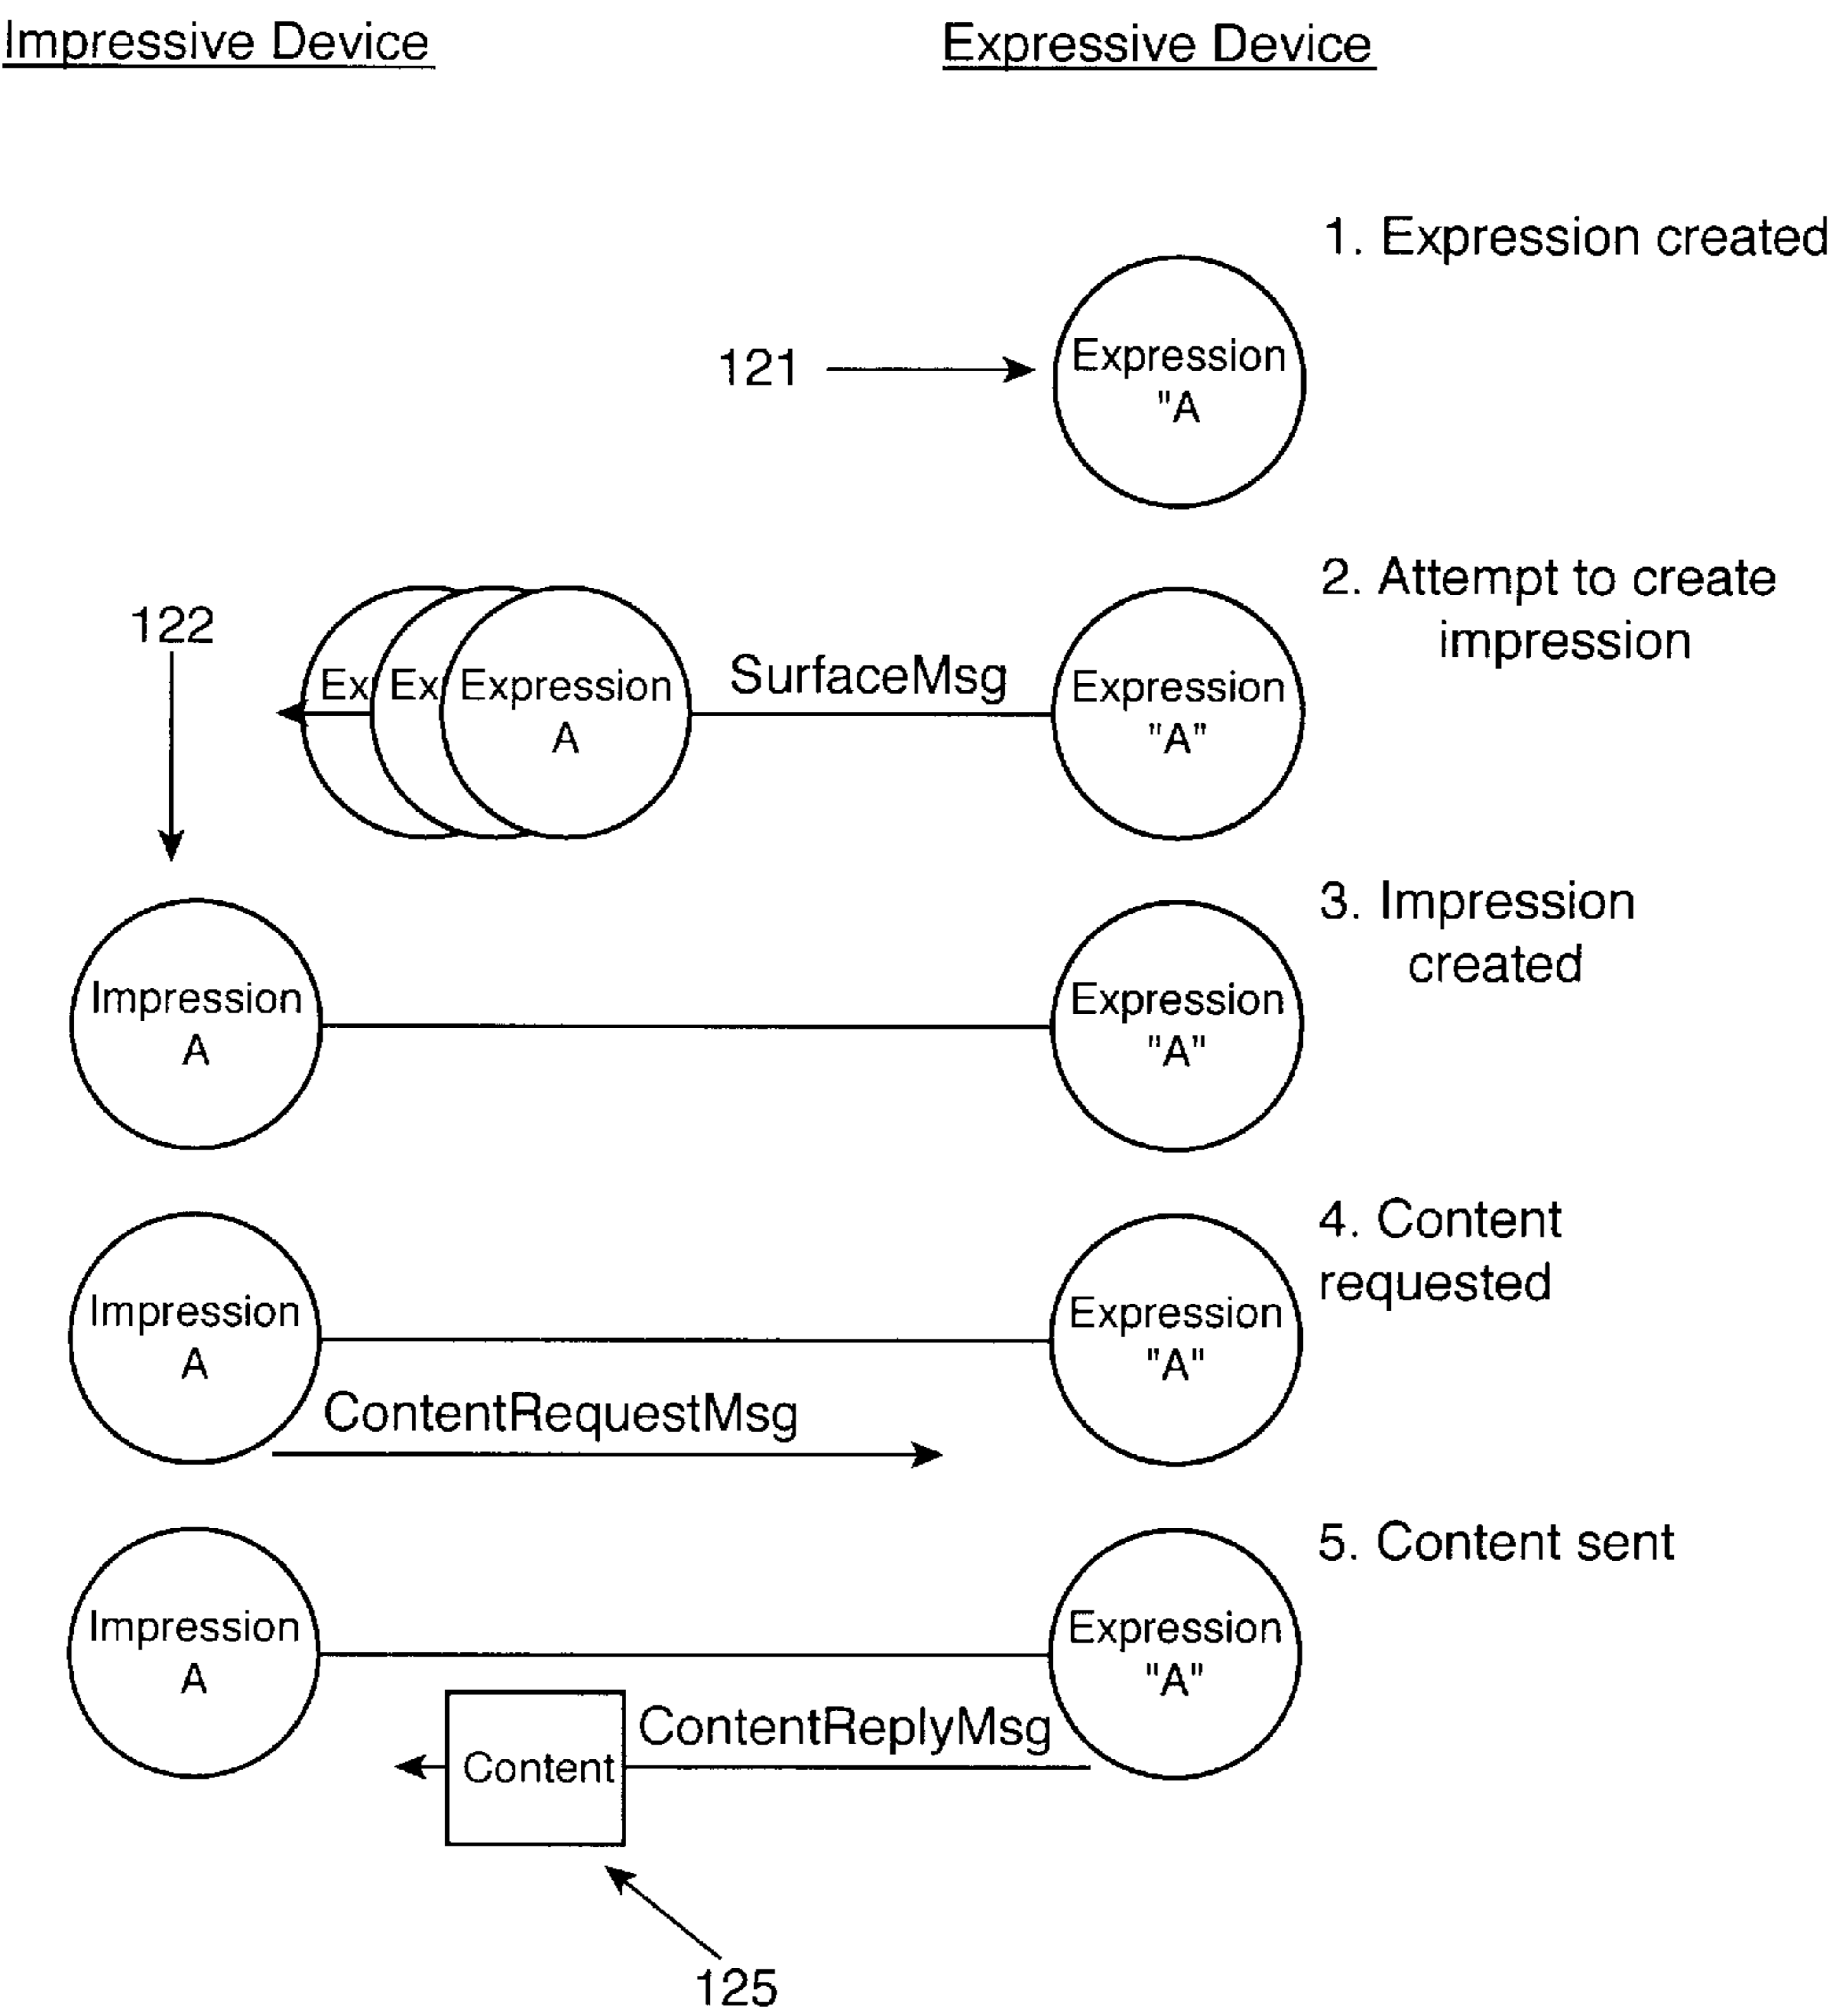 Impressive Device
Expressive Device
1. Expression created
121
Expression
"A
2. Attempt to create
impression
122
Ex
Ex
Expression
A
SurfaceMsg
Expression
"A"
3. Impression
created
Impression
A
Expression
"A"
4. Content
requested
Impression
A
Expression
"A"
ContentRequestMsg
5. Content sent
Impression
A
Expression
"A"
Content
ContentReplyMsg
125